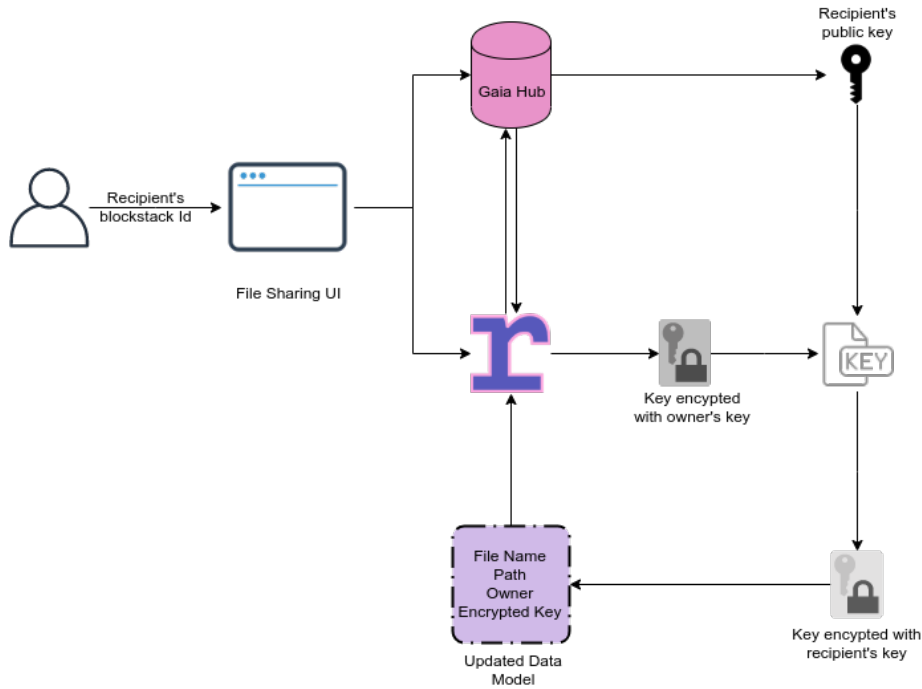 Recipient's
public key
Gaia Hub
Recipient's
blockstack Id
File Sharing UI
r
KEY
Key encypted
with owner's key
File Name
Path
Owner
Encrypted Key
Updated Data
Model
Key encypted with
recipient's key